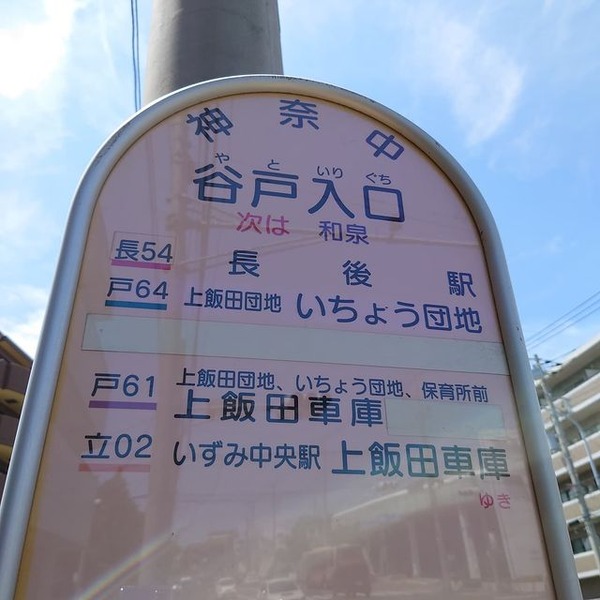 神奈中
やといりぐち
谷戸入口
次は 和泉
長54 長後駅
戸64 上飯田団地 いちょう団地
戸61 上飯田団地、いちょう団地、保育所前
上飯田車庫
立02 いずみ中央駅 上飯田車庫
ゆき